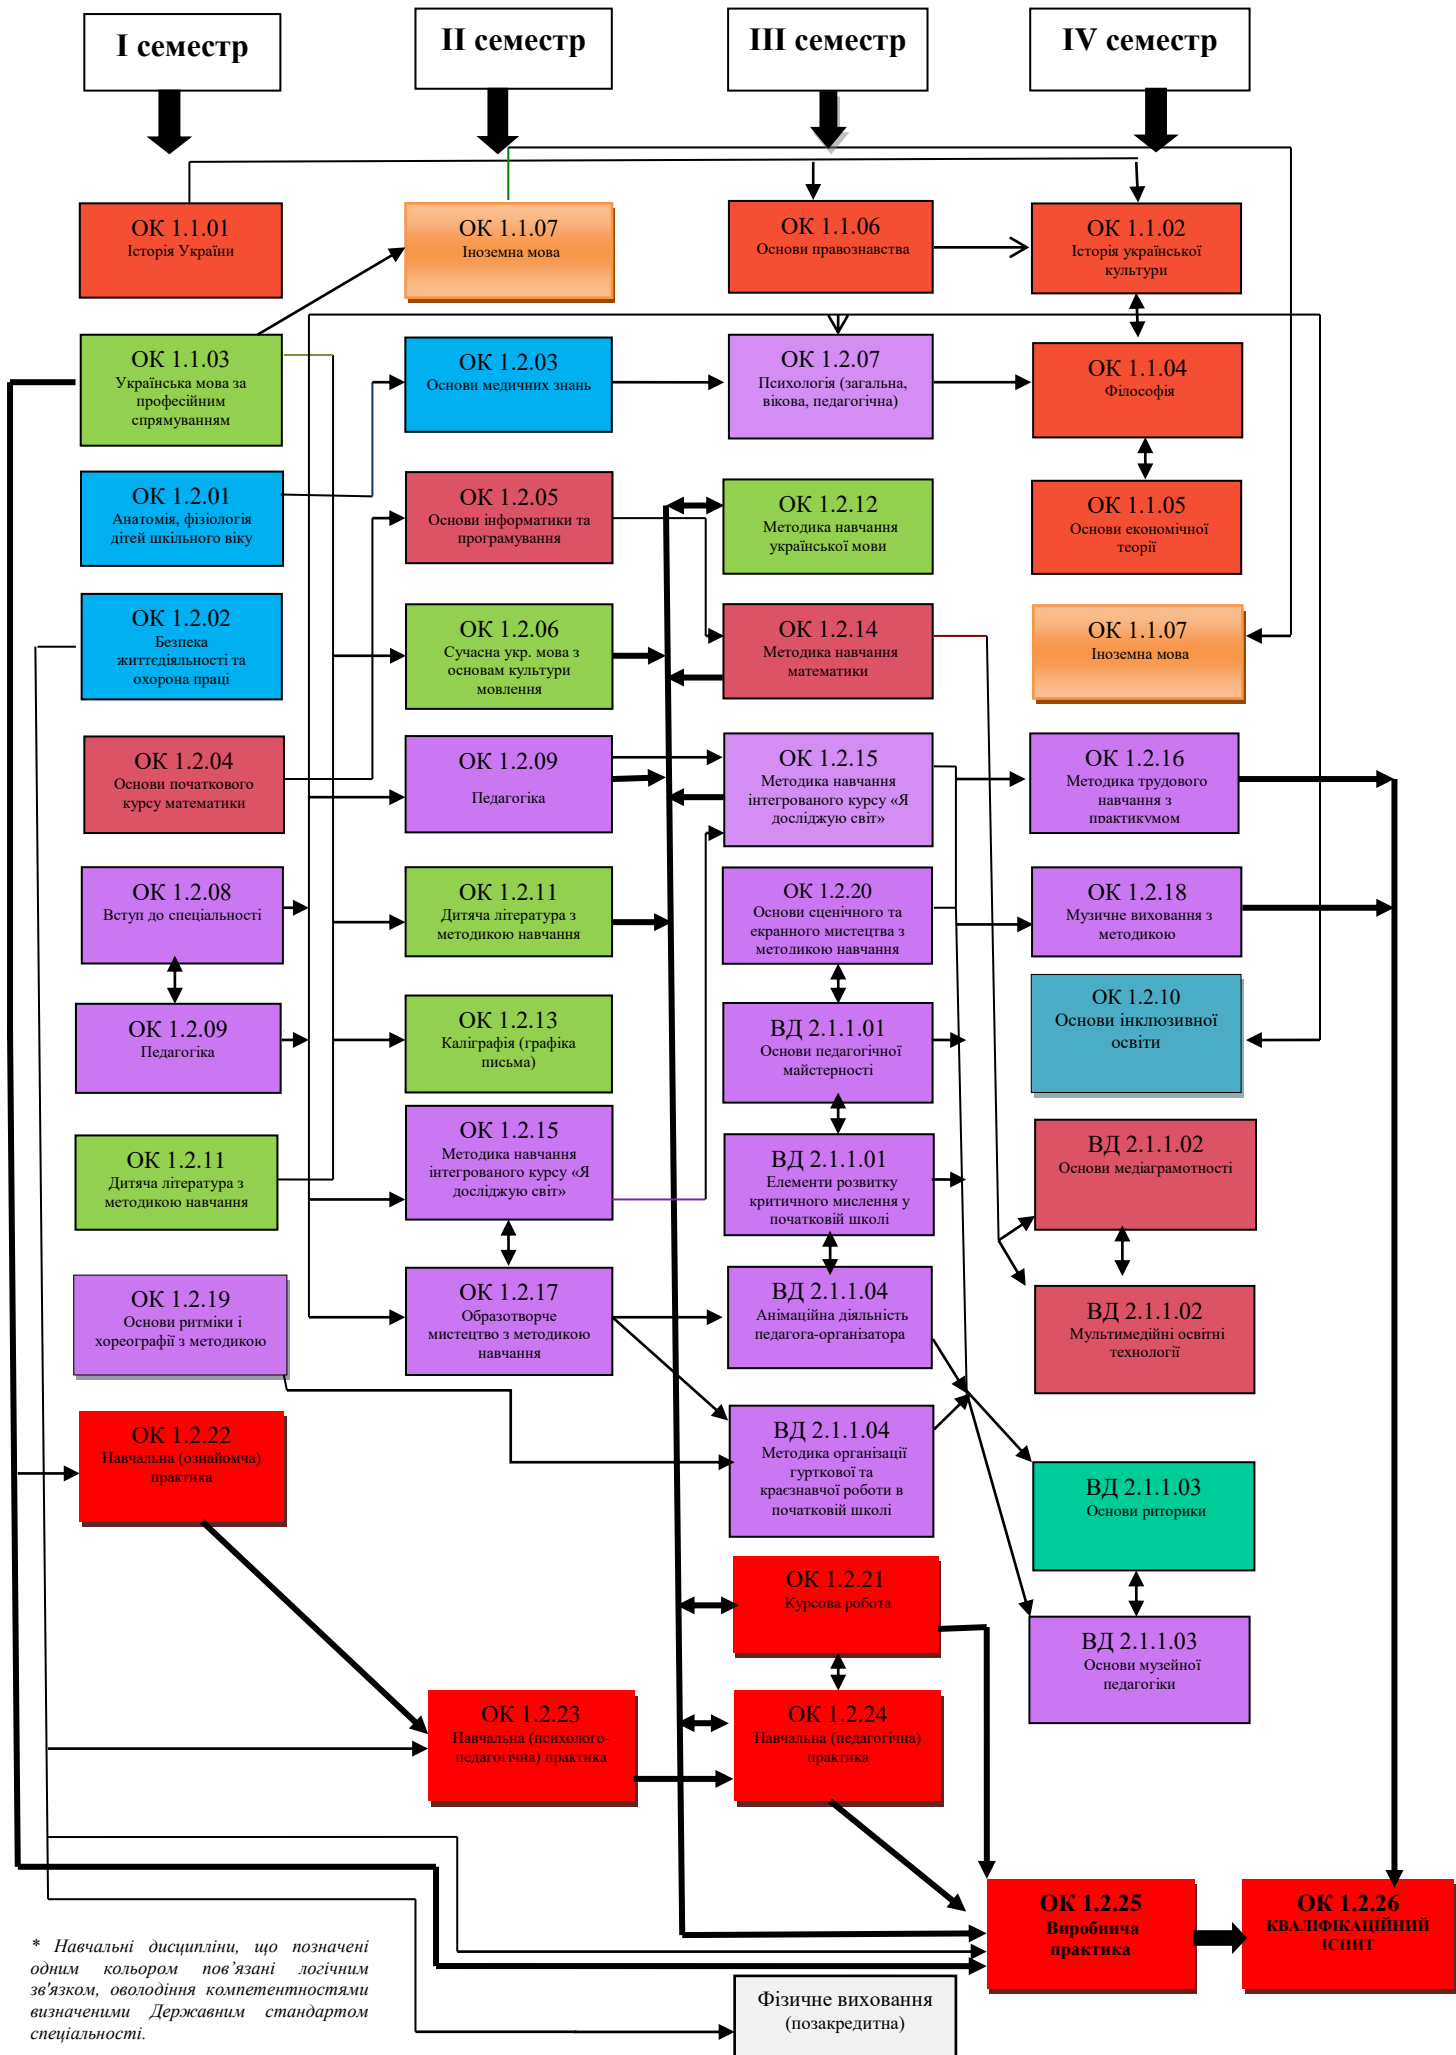 I семестр
II семестр
III семестр
IV семестр
ОК 1.1.01
Історія України
ОК 1.1.07
Іноземна мова
ОК 1.1.06
Основи правознавства
ОК 1.1.02
Історія української
культури
ОК 1.1.03
Українська мова за
професійним
спрямуванням
ОК 1.2.03
Основи медичних знань
ОК 1.2.07
Психологія (загальна,
вікова, педагогічна)
ОК 1.1.04
Філософія
ОК 1.2.01
Анатомія, фізіологія
дітей шкільного віку
ОК 1.2.05
Основи інформатики та
програмування
ОК 1.2.12
Методика навчання
української мови
ОК 1.1.05
Основи економічної
теорії
ОК 1.2.02
Безпека
життєдіяльності та
охорона праці
ОК 1.2.06
Сучасна укр. мова з
основам культури
мовлення
ОК 1.2.14
Методика навчання
математики
ОК 1.1.07
Іноземна мова
ОК 1.2.04
Основи початкового
курсу математики
ОК 1.2.09
Педагогіка
ОК 1.2.15
Методика навчання
інтегрованого курсу «Я
досліджую світ»
ОК 1.2.16
Методика трудового
навчання з
практикумом
ОК 1.2.08
Вступ до спеціальності
ОК 1.2.11
Дитяча література з
методикою навчання
ОК 1.2.20
Основи сценічного та
екранного мистецтва з
методикою навчання
ОК 1.2.18
Музичне виховання з
методикою
ОК 1.2.09
Педагогіка
ОК 1.2.13
Каліграфія (графіка
письма)
ВД 2.1.1.01
Основи педагогічної
майстерності
ОК 1.2.10
Основи інклюзивної
освіти
ОК 1.2.11
Дитяча література з
методикою навчання
ОК 1.2.15
Методика навчання
інтегрованого курсу «Я
досліджую світ»
ВД 2.1.1.01
Елементи розвитку
критичного мислення у
початковій школі
ВД 2.1.1.02
Основи медіаграмотності
ОК 1.2.19
Основи ритміки і
хореографії з методикою
ОК 1.2.17
Образотворче
мистецтво з методикою
навчання
ВД 2.1.1.04
Анімаційна діяльність
педагога-організатора
ВД 2.1.1.02
Мультимедійні освітні
технології
ОК 1.2.22
Навчальна (ознайомча)
практика
ВД 2.1.1.04
Методика організації
гурткової та
краєзнавчої роботи в
початковій школі
ВД 2.1.1.03
Основи риторики
ОК 1.2.21
Курсова робота
ВД 2.1.1.03
Основи музейної
педагогіки
ОК 1.2.23
Навчальна (психолого-
педагогічна) практика
ОК 1.2.24
Навчальна (педагогічна)
практика
ОК 1.2.25
Виробнича
практика
ОК 1.2.26
КВАЛІФІКАЦІЙНИЙ
ІСПИТ
* Навчальні дисципліни, що позначені
одним кольором пов’язані логічним
зв'язком, оволодіння компетентностями
визначеними Державним стандартом
спеціальності.
Фізичне виховання
(позакредитна)